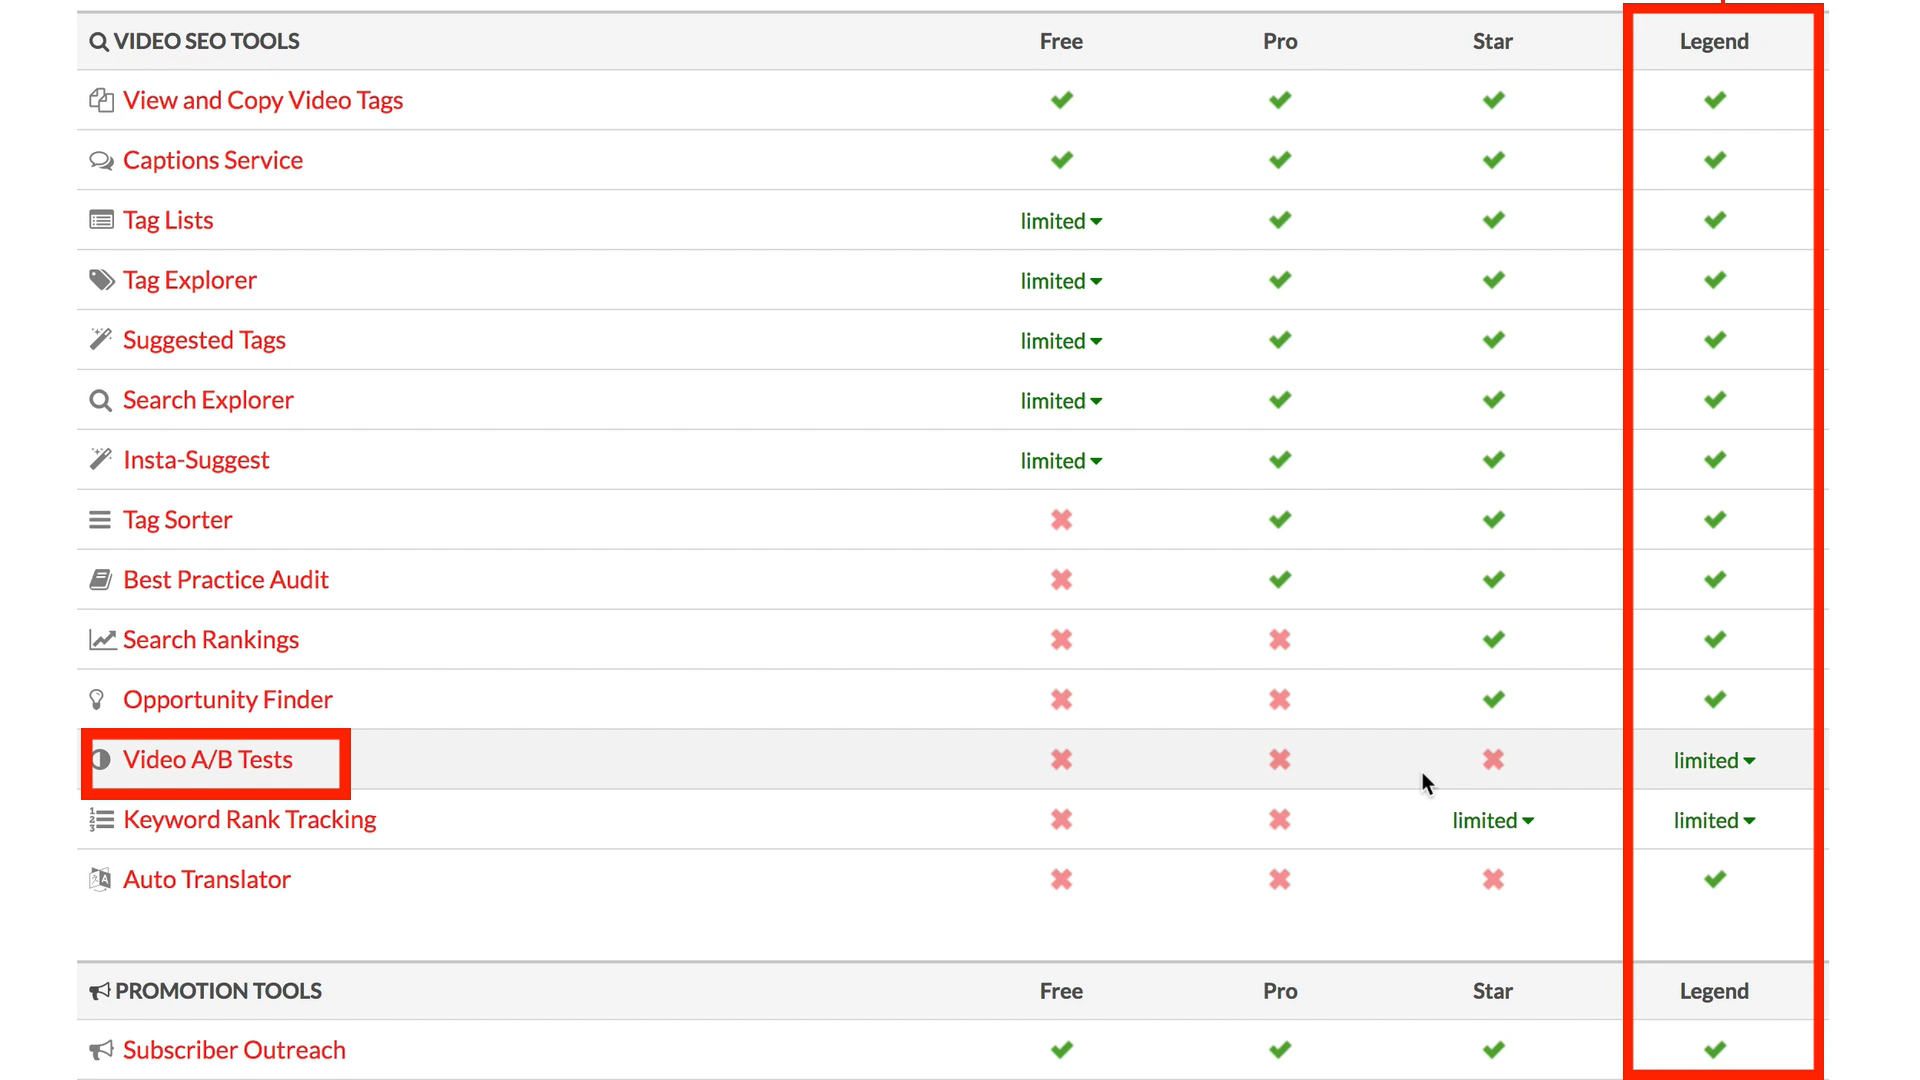 VIDEO SEO TOOLS Free Pro Star Legend
View and Copy Video Tags
Captions Service
Tag Lists limited
Tag Explorer limited
Suggested Tags limited
Search Explorer limited
Insta-Suggest limited
Tag Sorter
Best Practice Audit
Search Rankings
Opportunity Finder
Video A/B Tests limited
Keyword Rank Tracking limited limited
Auto Translator
PROMOTION TOOLS Free Pro Star Legend
Subscriber Outreach